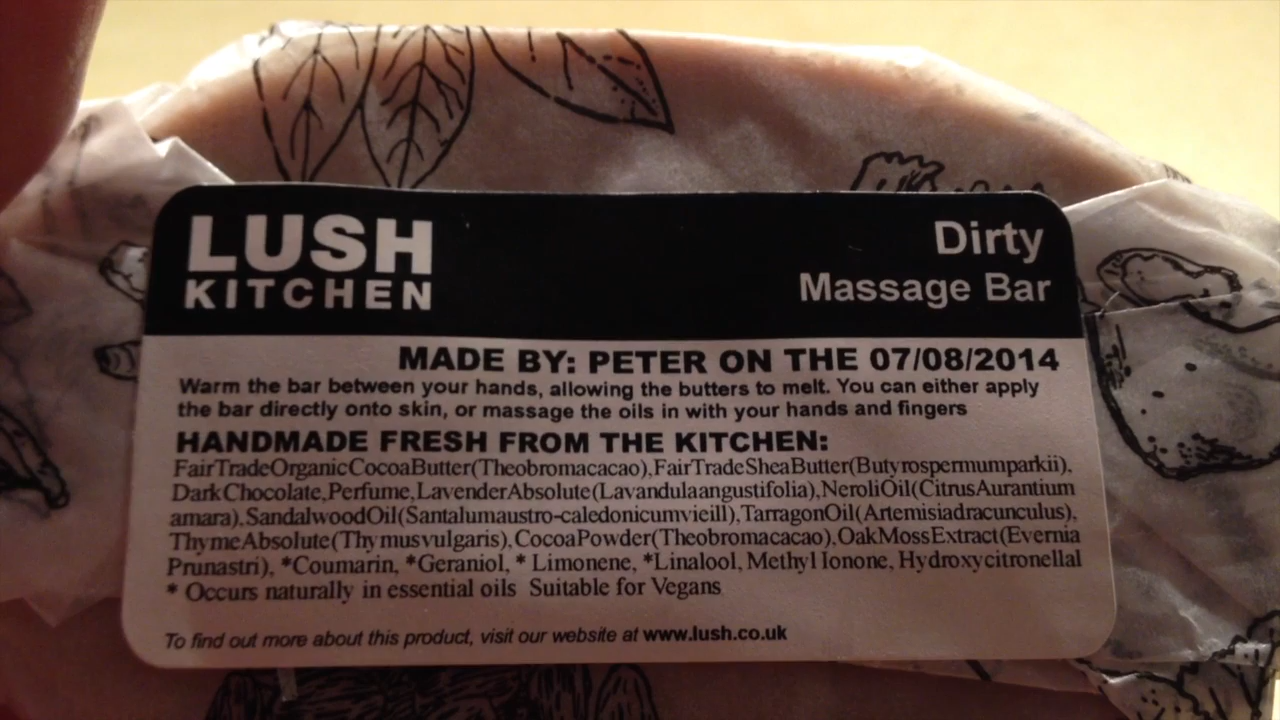 LUSH
KITCHEN
Dirty
Massage Bar
MADE BY: PETER ON THE 07/08/2014
Warm the bar between your hands, allowing the butters to melt. You can either apply
the bar directly onto skin, or massage the oils in with your hands and fingers
HANDMADE FRESH FROM THE KITCHEN:
FairTradeOrganicCocoaButter(Theobromacacao),FairTradeSheaButter(Butyrospermumparkii),
DarkChocolate,Perfume,LavenderAbsolute(Lavandulaangustifolia),NeroliOil(CitrusAurantium
amara),SandalwoodOil(Santalumaustro-caledonicumvieill),TarragonOil(Artemisiadracunculus),
ThymeAbsolute(Thymusvulgaris),CocoaPowder(Theobromacacao),OakMossExtract(Evernia
Prunastri), *Coumarin, *Geraniol, * Limonene, *Linalool, Methyl Ionone, Hydroxycitronellal
* Occurs naturally in essential oils Suitable for Vegans
To find out more about this product, visit our website at www.lush.co.uk